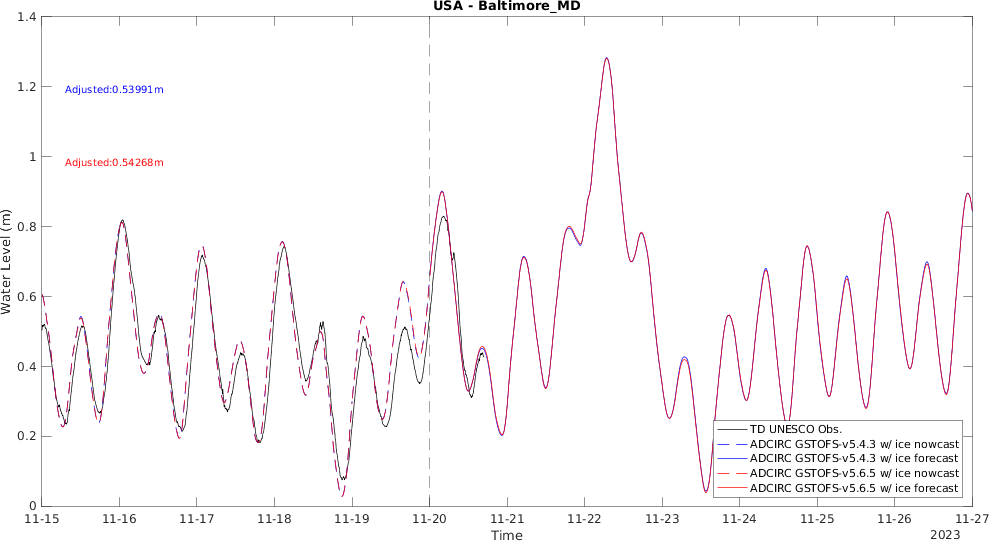 USA - Baltimore_MD
1.4
1.2
1
0.8
0.6
0.4
0.2
0
Water Level (m)
Adjusted:0.53991m
Adjusted:0.54268m
TD UNESCO Obs.
ADCIRC GSTOFS-v5.4.3 w/ ice nowcast
ADCIRC GSTOFS-v5.4.3 w/ ice forecast
ADCIRC GSTOFS-v5.6.5 w/ ice nowcast
ADCIRC GSTOFS-v5.6.5 w/ ice forecast
11-15 11-16 11-17 11-18 11-19 11-20 11-21 11-22 11-23 11-24 11-25 11-26 11-27
Time
2023